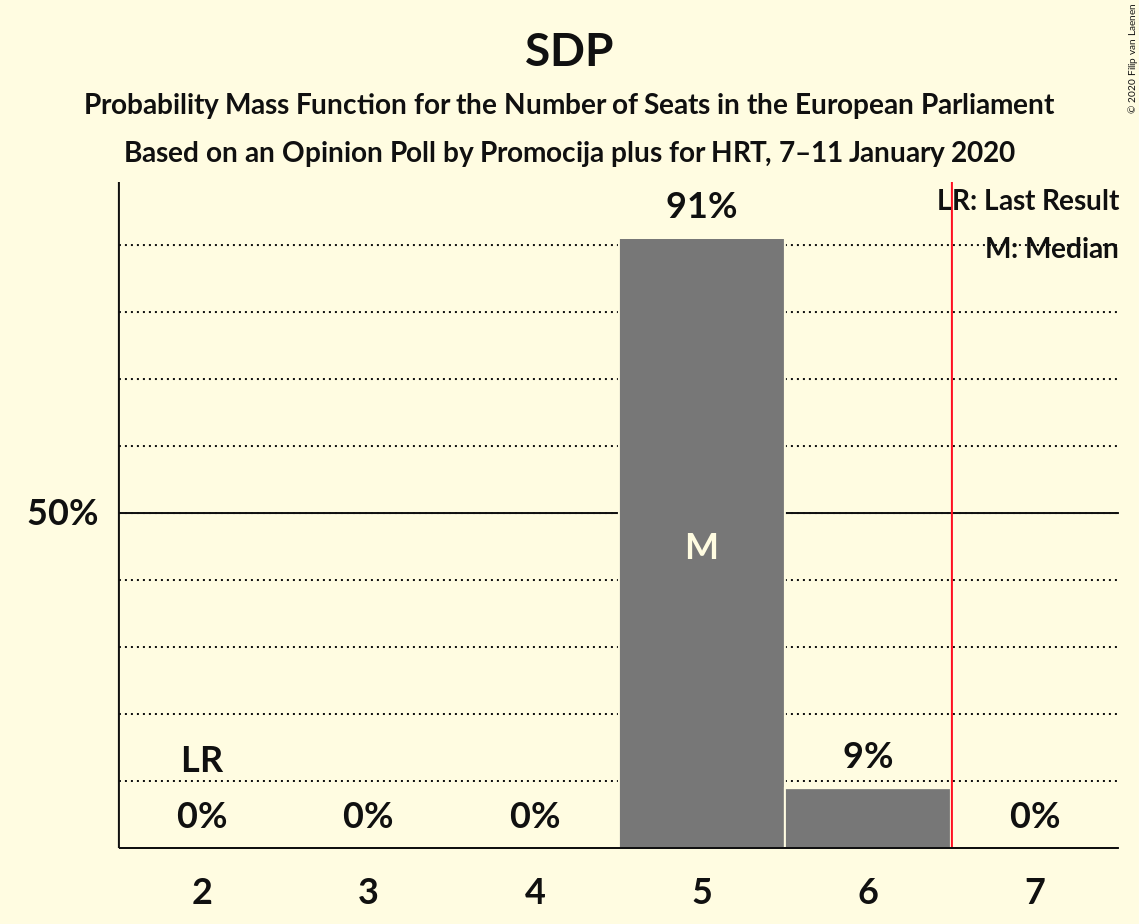 SDP
Probability Mass Function for the Number of Seats in the European Parliament
Based on an Opinion Poll by Promocija plus for HRT, 7–11 January 2020
© 2020 Filip van Laenen
LR: Last Result
M: Median
91%
50%
M
LR
9%
0% 0% 0% 0%
2 3 4 5 6 7